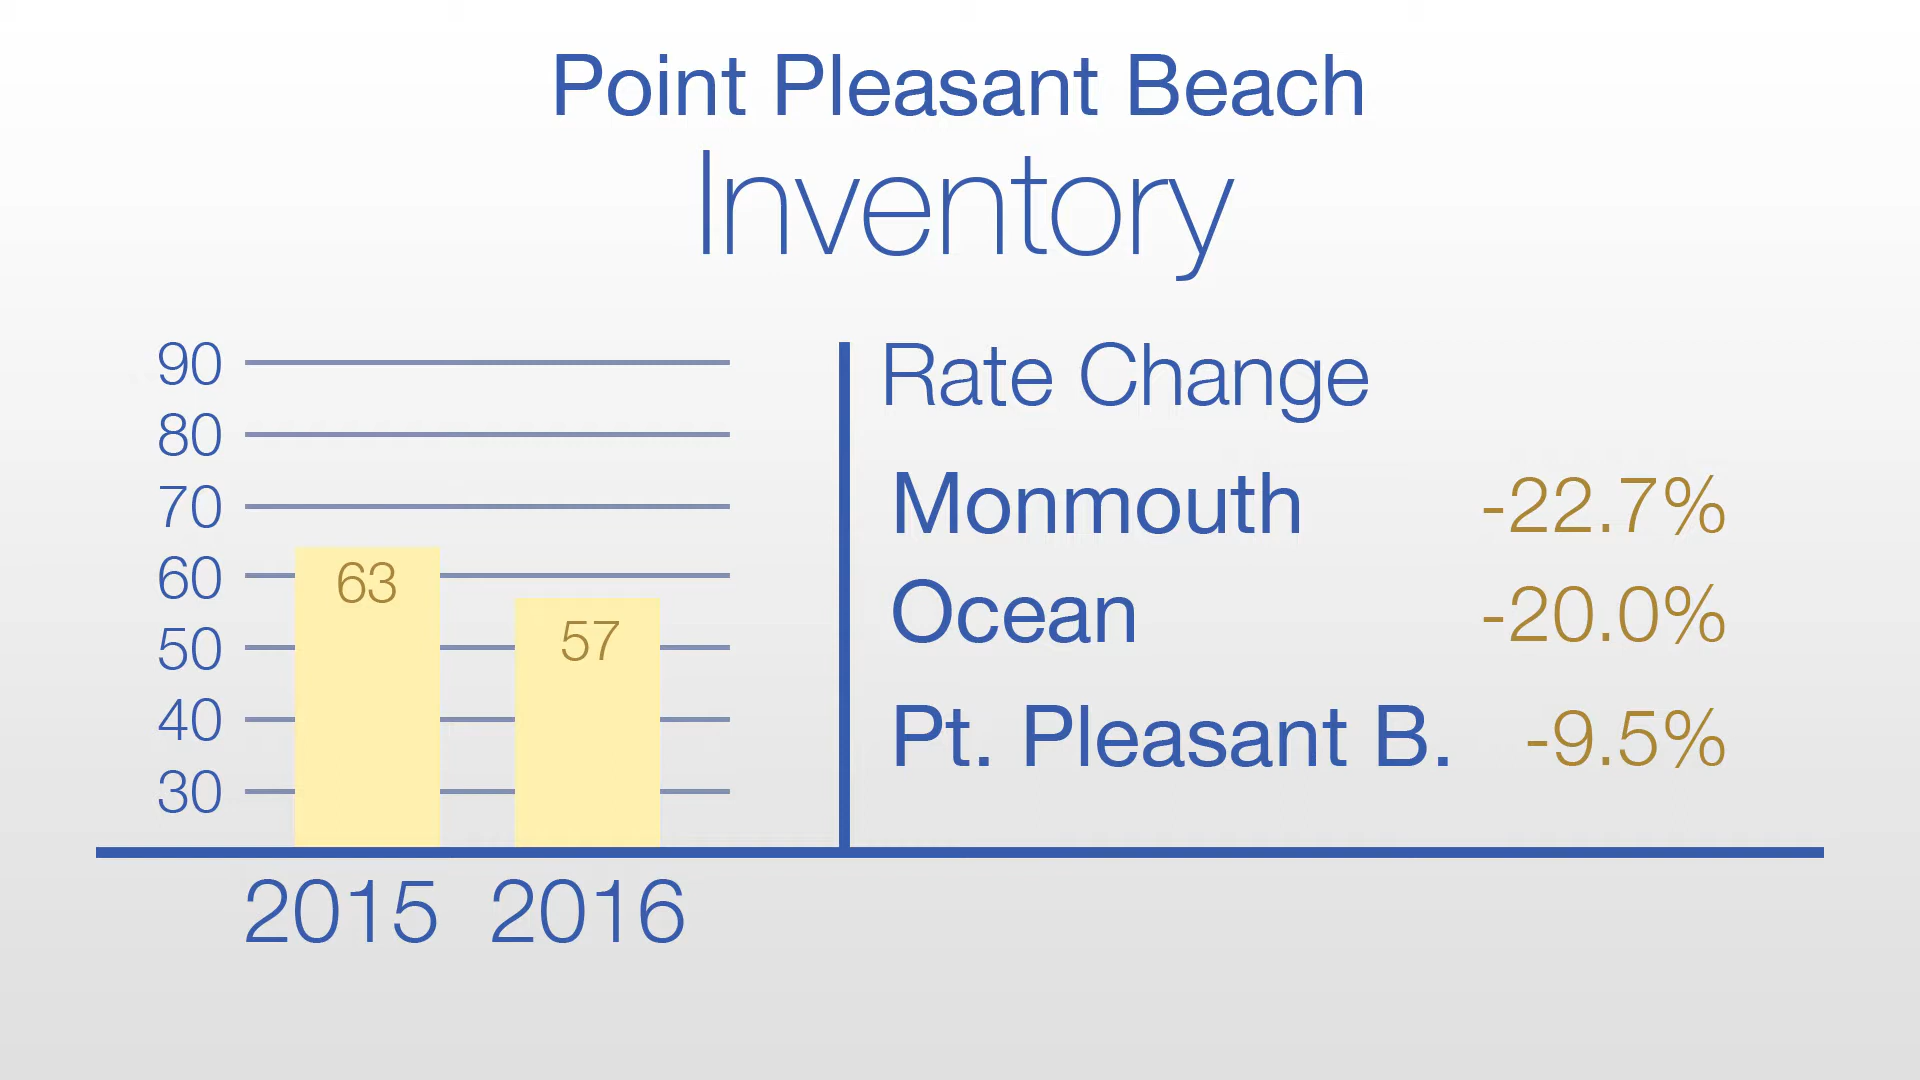 Point Pleasant Beach
Inventory
90
80
70
60
50
40
30
63
57
2015 2016
Rate Change
Monmouth -22.7%
Ocean -20.0%
Pt. Pleasant B. -9.5%